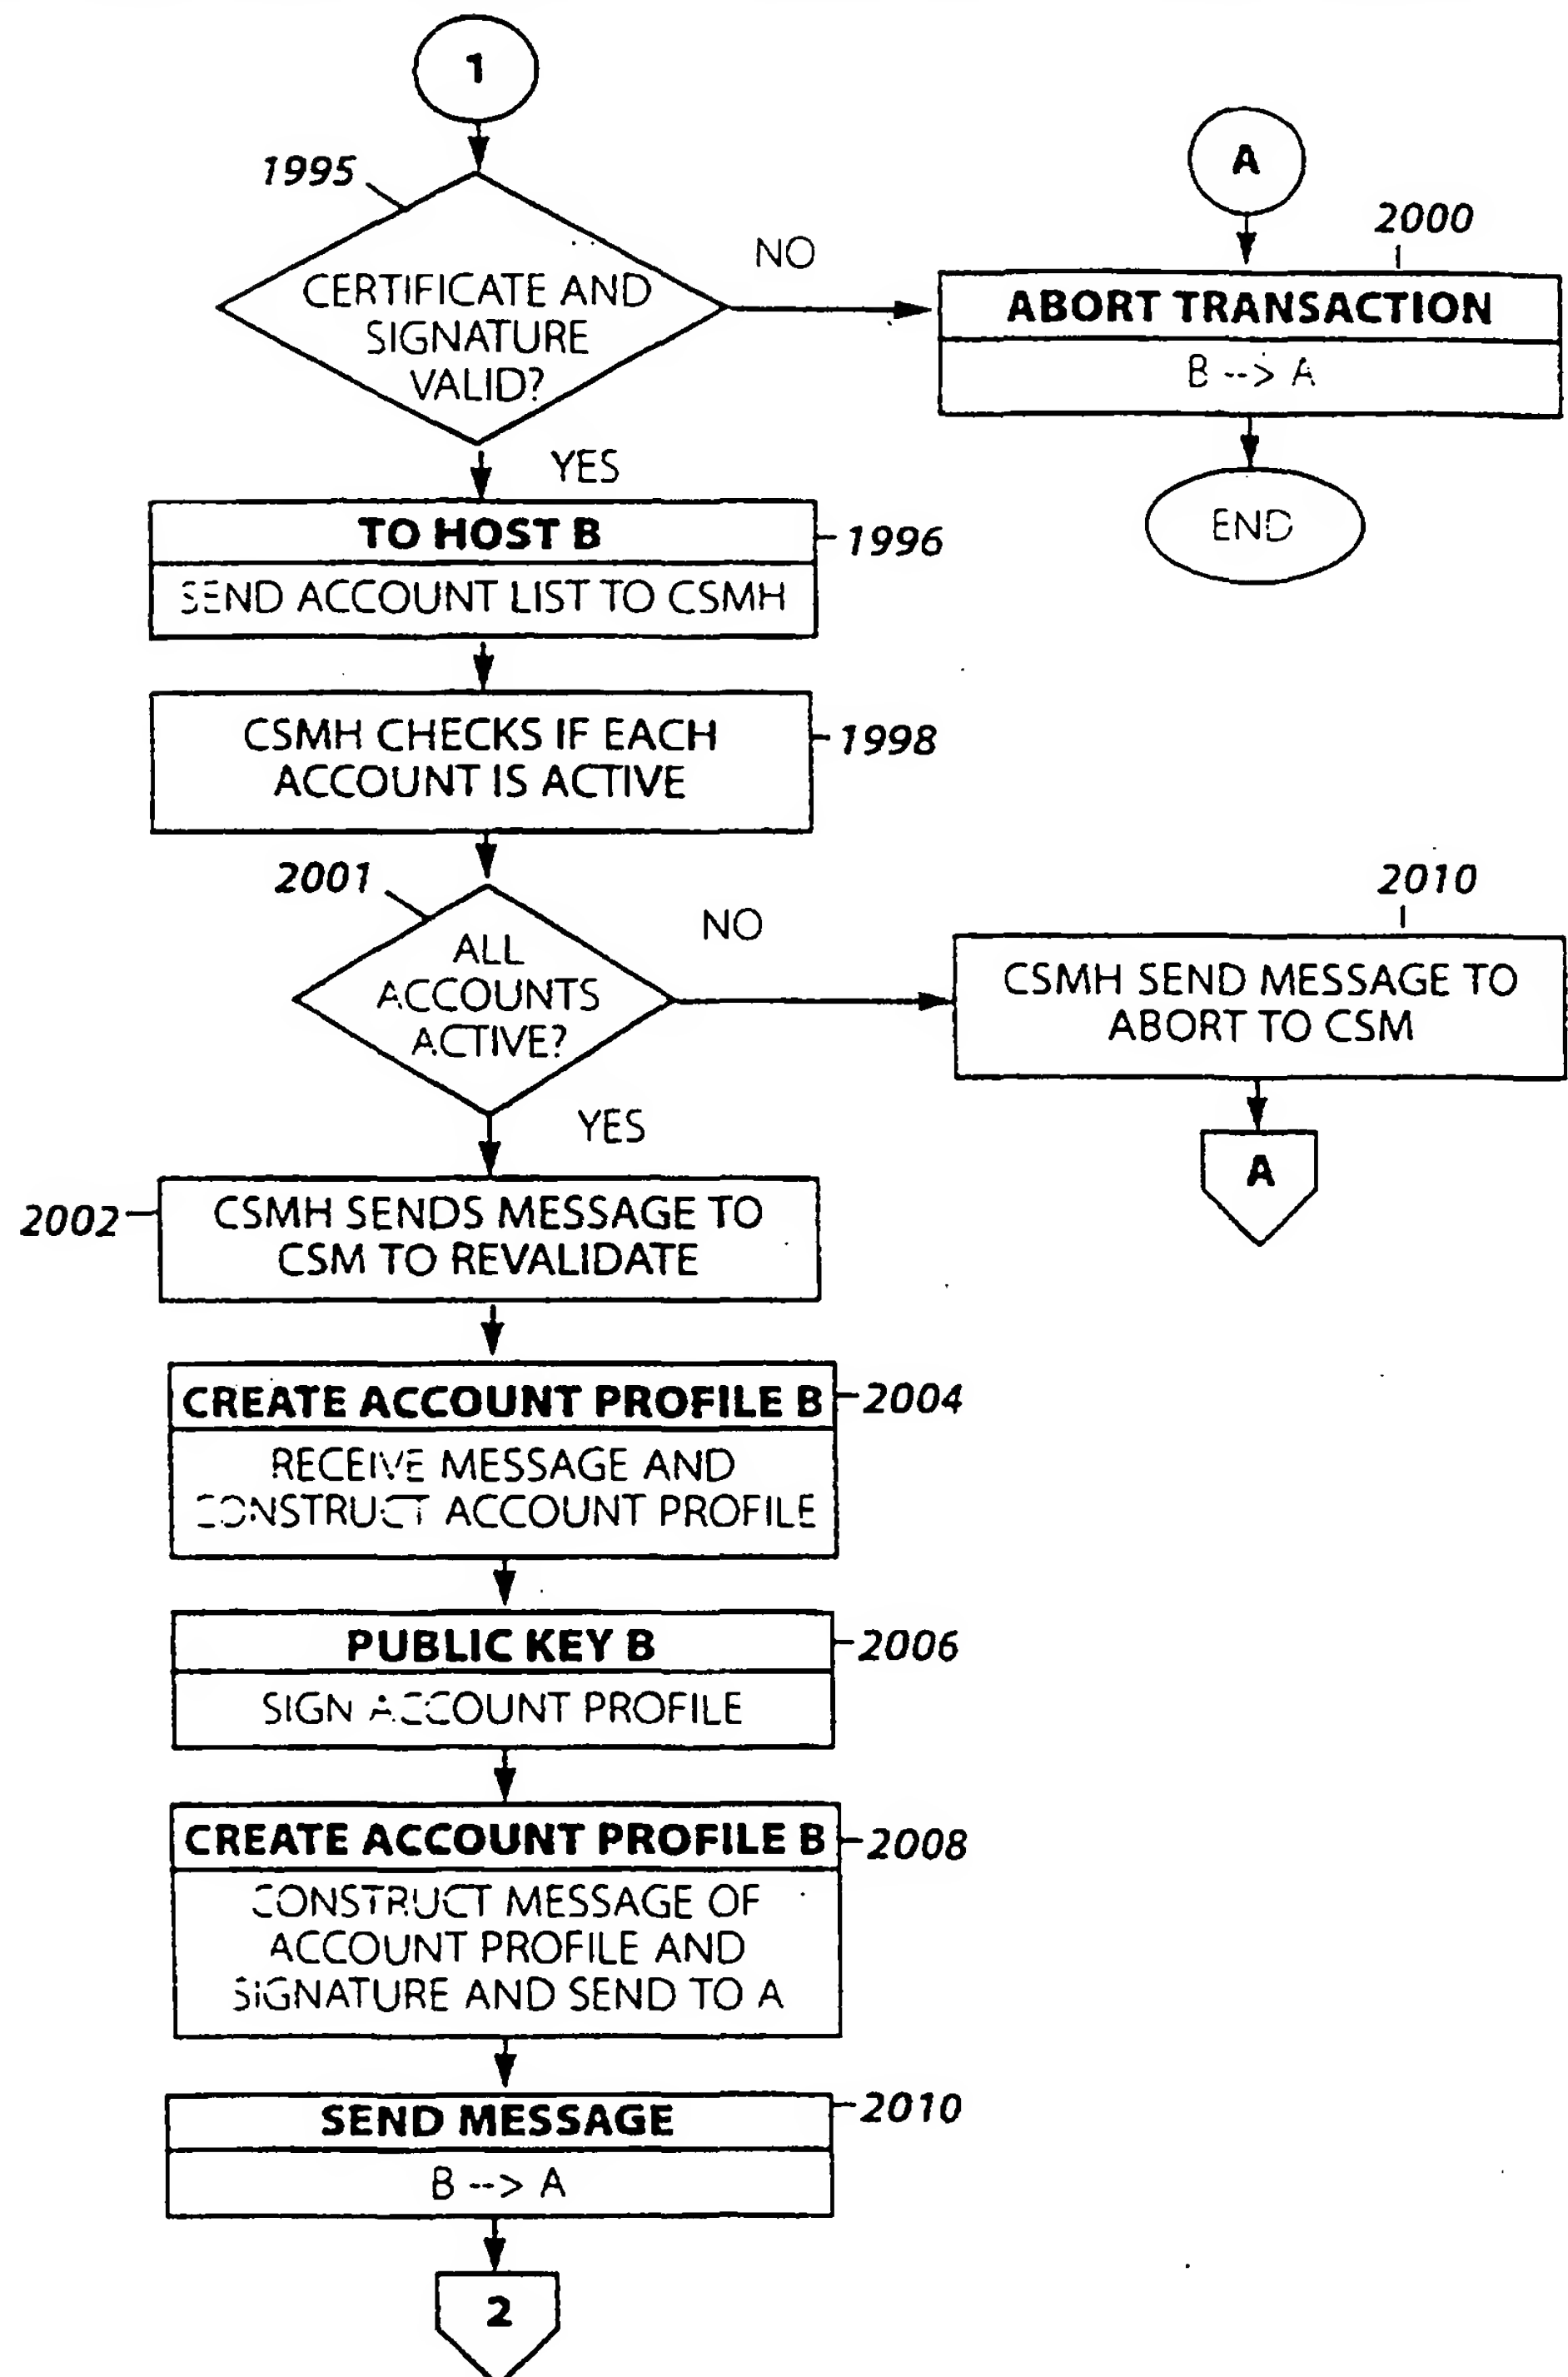 1
1995
CERTIFICATE AND
SIGNATURE
VALID?
NO
A
2000
ABORT TRANSACTION
B --> A
END
YES
TO HOST B
1996
SEND ACCOUNT LIST TO CSMH
CSMH CHECKS IF EACH
ACCOUNT IS ACTIVE
1998
2001
ALL
ACCOUNTS
ACTIVE?
NO
2010
CSMH SEND MESSAGE TO
ABORT TO CSM
A
YES
2002
CSMH SENDS MESSAGE TO
CSM TO REVALIDATE
CREATE ACCOUNT PROFILE B
2004
RECEIVE MESSAGE AND
CONSTRUCT ACCOUNT PROFILE
PUBLIC KEY B
2006
SIGN ACCOUNT PROFILE
CREATE ACCOUNT PROFILE B
2008
CONSTRUCT MESSAGE OF
ACCOUNT PROFILE AND
SIGNATURE AND SEND TO A
SEND MESSAGE
2010
B --> A
2